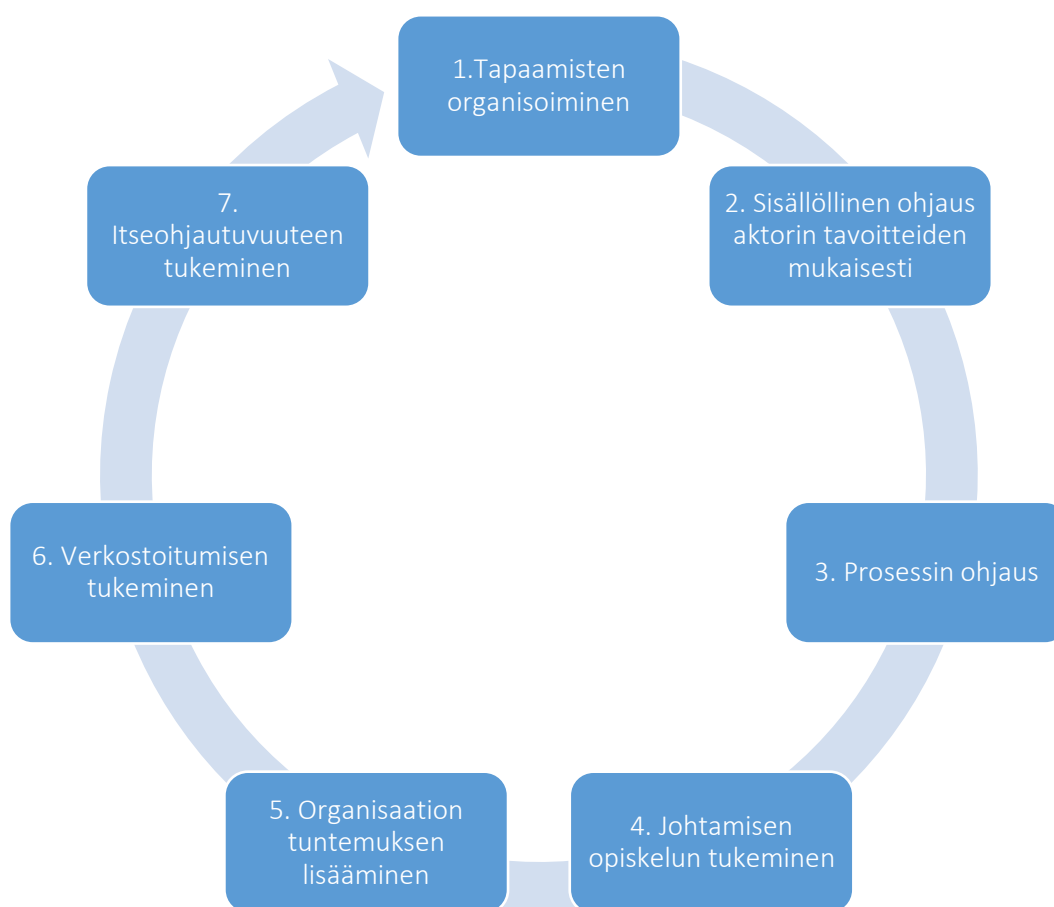 1.Tapaamisten
organisoiminen
2. Sisällöllinen ohjaus
aktorin tavoitteiden
mukaisesti
3. Prosessin ohjaus
4. Johtamisen
opiskelun tukeminen
5. Organisaation
tuntemuksen
lisääminen
6. Verkostoitumisen
tukeminen
7.
Itseohjautuvuuteen
tukeminen